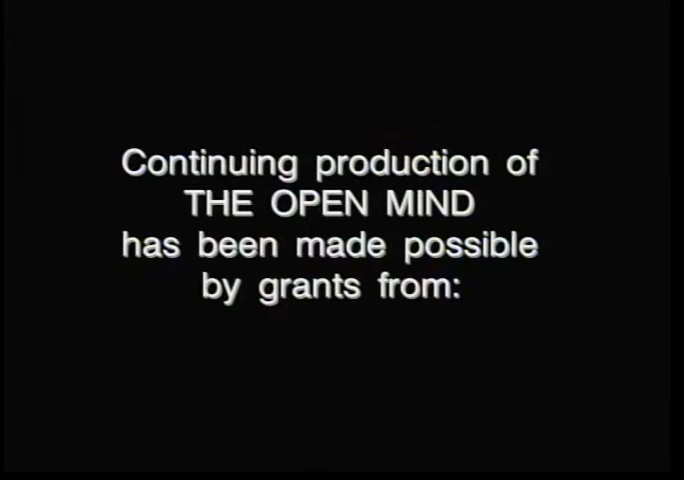 Continuing production of
THE OPEN MIND
has been made possible
by grants from: